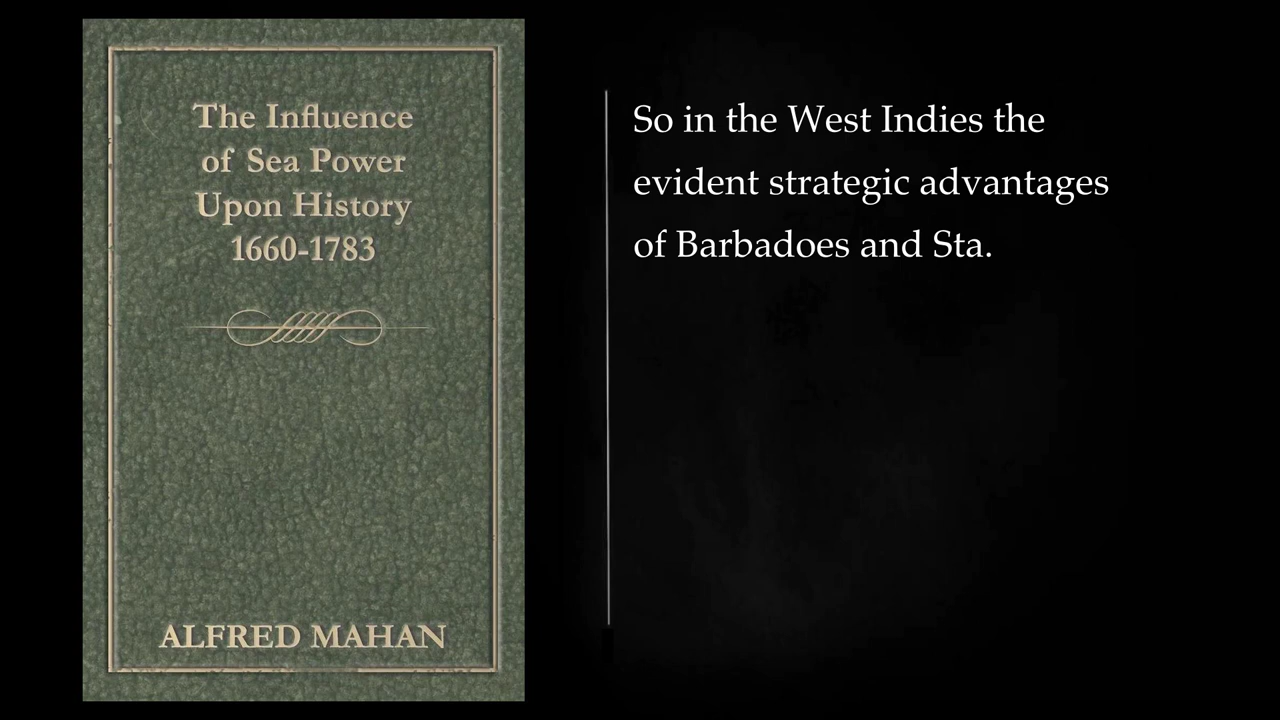 The Influence
of Sea Power
Upon History
1660-1783
ALFRED MAHAN
So in the West Indies the
evident strategic advantages
of Barbadoes and Sta.